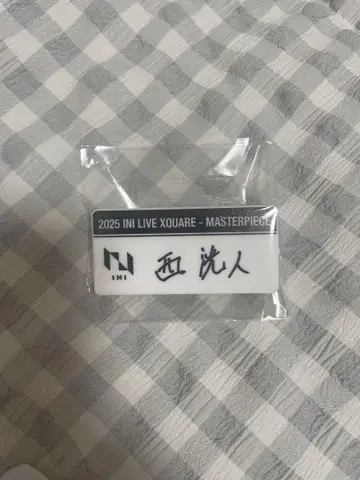 2025 INI LIVE XQUARE - MASTERPIECE
INI
西 洸人